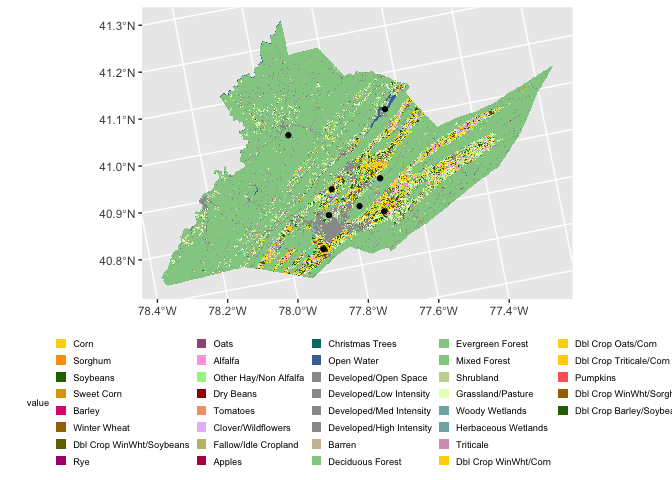 41.3°N
41.2°N
41.1°N
41.0°N
40.9°N
40.8°N
78.4°W 78.2°W 78.0°W 77.8°W 77.6°W 77.4°W
value
Corn
Sorghum
Soybeans
Sweet Corn
Barley
Winter Wheat
Dbl Crop WinWht/Soybeans
Rye
Oats
Alfalfa
Other Hay/Non Alfalfa
Dry Beans
Tomatoes
Clover/Wildflowers
Fallow/Idle Cropland
Apples
Christmas Trees
Open Water
Developed/Open Space
Developed/Low Intensity
Developed/Med Intensity
Developed/High Intensity
Barren
Deciduous Forest
Evergreen Forest
Mixed Forest
Shrubland
Grassland/Pasture
Woody Wetlands
Herbaceous Wetlands
Triticale
Dbl Crop WinWht/Corn
Dbl Crop Oats/Corn
Dbl Crop Triticale/Corn
Pumpkins
Dbl Crop WinWht/Sorgh
Dbl Crop Barley/Soybea